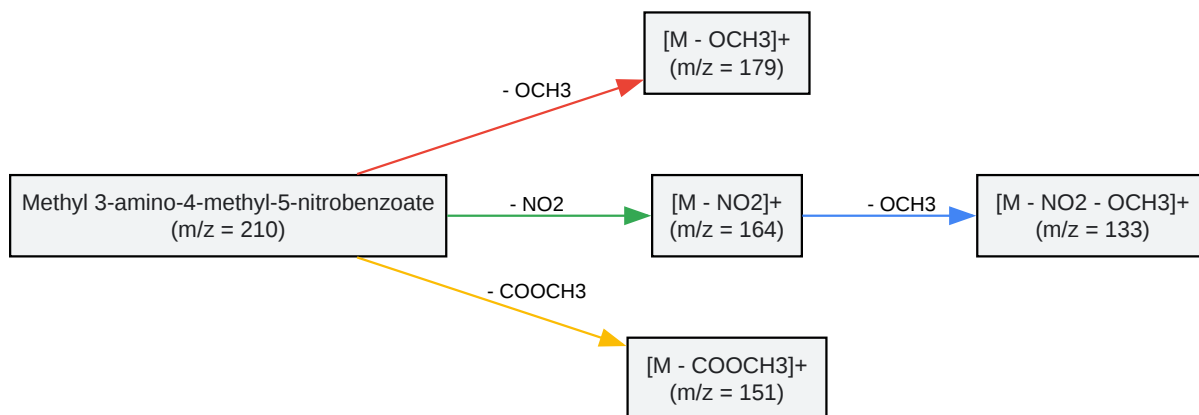 [M - OCH3]+
(m/z = 179)
- OCH3
Methyl 3-amino-4-methyl-5-nitrobenzoate
(m/z = 210)
- NO2
[M - NO2]+
(m/z = 164)
- OCH3
[M - NO2 - OCH3]+
(m/z = 133)
- COOCH3
[M - COOCH3]+
(m/z = 151)